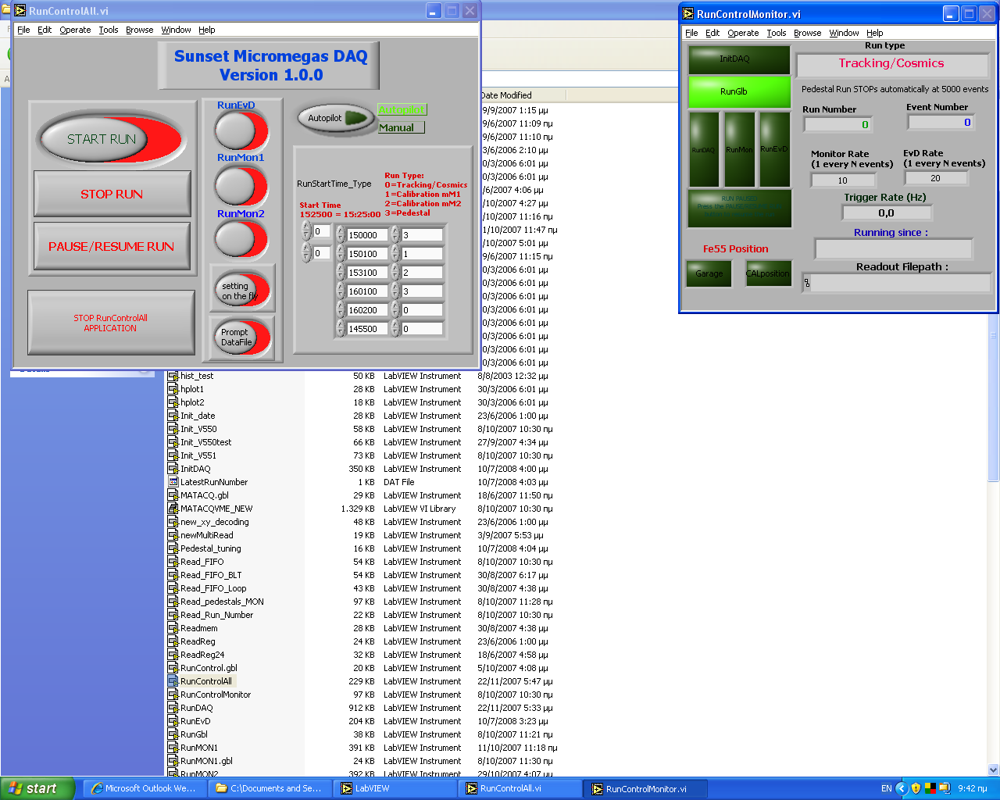 RunControlAll.vi
File Edit Operate Tools Browse Window Help
Sunset Micromegas DAQ
Version 1.0.0
START RUN
STOP RUN
PAUSE/RESUME RUN
STOP RunControlAll
APPLICATION
RunEvD
RunMon1
RunMon2
setting
on the fly
Prompt
DataFile
Autopilot
Autopilot
Manual
RunStartTime_Type
Run Type:
0=Tracking/Cosmics
1=Calibration mM1
2=Calibration mM2
3=Pedestal
Start Time
152500 = 15:25:00
0 150000 3
0 150100 1
153100 2
160100 3
160200 0
145500 0
RunControlMonitor.vi
File Edit Operate Tools Browse Window Help
InitDAQ
RunGlb
RunDAQ RunMon RunEvD
RUN PAUSED
Run type
Tracking/Cosmics
Pedestal Run STOPs automatically at 5000 events
Run Number
0
Event Number
0
Monitor Rate
(1 every N events)
10
EvD Rate
(1 every N events)
20
Trigger Rate (Hz)
0,0
Running since :
Readout Filepath :
Fe55 Position
Garage CALposition
Date Modified
9/9/2007 1:15 μμ
9/6/2007 11:09 πμ
9/6/2007 11:10 πμ
3/6/2006 2:10 μμ
0/3/2006 6:01 μμ
/6/2007 4:06 μμ
0/3/2006 6:01 μμ
/10/2007 4:27 μμ
/10/2007 11:16 πμ
1/10/2007 11:47 πμ
/10/2007 5:01 μμ
9/6/2007 11:15 πμ
0/3/2006 6:01 μμ
0/3/2006 6:01 μμ
0/3/2006 6:01 μμ
0/3/2006 6:01 μμ
0/3/2006 6:01 μμ
0/3/2006 6:01 μμ
0/3/2006 6:01 μμ
0/3/2006 6:01 μμ
hist_test 50 KB LabVIEW Instrument 8/8/2003 12:32 μμ
hplot1 28 KB LabVIEW Instrument 30/3/2006 6:01 μμ
hplot2 18 KB LabVIEW Instrument 30/3/2006 6:01 μμ
Init_date 28 KB LabVIEW Instrument 23/6/2006 1:00 μμ
Init_V550 58 KB LabVIEW Instrument 8/10/2007 10:30 πμ
Init_V550test 66 KB LabVIEW Instrument 27/9/2007 4:34 μμ
Init_V551 73 KB LabVIEW Instrument 8/10/2007 10:30 πμ
InitDAQ 350 KB LabVIEW Instrument 10/7/2008 4:00 μμ
LatestRunNumber 1 KB DAT File 10/7/2008 4:03 μμ
MATACQ.gbl 29 KB LabVIEW Instrument 18/6/2007 11:50 πμ
MATACQVME_NEW 1.329 KB LabVIEW VI Library 8/10/2007 10:30 πμ
new_xy_decoding 48 KB LabVIEW Instrument 23/6/2006 1:00 μμ
newMultiRead 19 KB LabVIEW Instrument 3/9/2007 5:53 μμ
Pedestal_tuning 16 KB LabVIEW Instrument 10/7/2008 4:04 μμ
Read_FIFO 54 KB LabVIEW Instrument 8/10/2007 10:30 πμ
Read_FIFO_BLT 54 KB LabVIEW Instrument 30/8/2007 6:17 μμ
Read_FIFO_Loop 43 KB LabVIEW Instrument 30/8/2007 4:38 μμ
Read_pedestals_MON 97 KB LabVIEW Instrument 8/10/2007 11:28 πμ
Read_Run_Number 22 KB LabVIEW Instrument 8/10/2007 10:30 πμ
Readmem 28 KB LabVIEW Instrument 30/8/2007 4:38 μμ
ReadReg 24 KB LabVIEW Instrument 23/6/2006 1:00 μμ
ReadReg24 32 KB LabVIEW Instrument 18/6/2007 4:58 μμ
RunControl.gbl 20 KB LabVIEW Instrument 5/10/2007 4:08 μμ
RunControlAll 229 KB LabVIEW Instrument 22/11/2007 5:47 μμ
RunControlMonitor 97 KB LabVIEW Instrument 8/10/2007 10:30 πμ
RunDAQ 912 KB LabVIEW Instrument 22/11/2007 5:33 μμ
RunEvD 204 KB LabVIEW Instrument 10/7/2008 3:23 μμ
RunGbl 38 KB LabVIEW Instrument 8/10/2007 11:21 πμ
RunMON1 391 KB LabVIEW Instrument 11/10/2007 11:18 πμ
RunMON1.gbl 24 KB LabVIEW Instrument 8/10/2007 11:30 πμ
RunMON2 392 KB LabVIEW Instrument 29/10/2007 4:07 μμ
start Microsoft Outlook We... C:\Documents and Se... LabVIEW RunControlAll.vi RunControlMonitor.vi EN 9:42 πμ